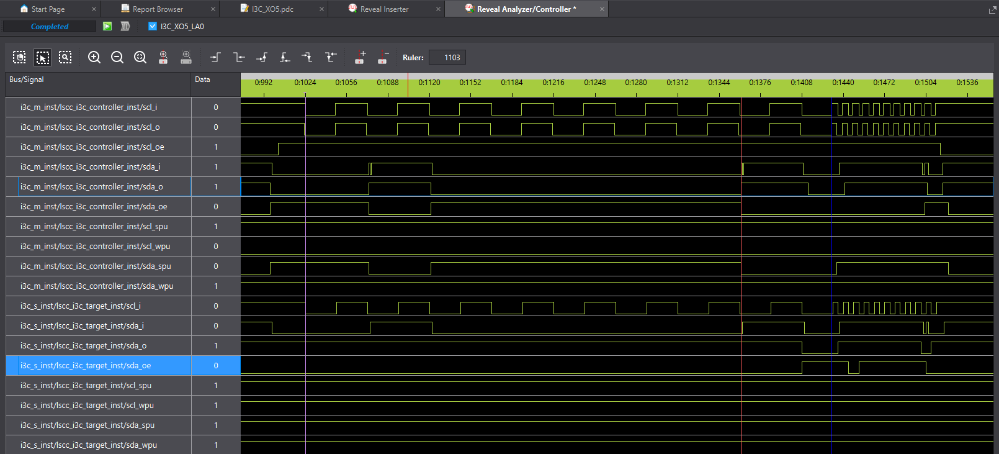 Start Page
Report Browser
I3C_XO5.pdc
Reveal Inserter
Reveal Analyzer/Controller *
Completed
I3C_XO5_LA0
Ruler: 1103
Bus/Signal Data 0:992 0:1024 0:1056 0:1088 0:1120 0:1152 0:1184 0:1216 0:1248 0:1280 0:1312 0:1344 0:1376 0:1408 0:1440 0:1472 0:1504 0:1536
i3c_m_inst/lscc_i3c_controller_inst/scl_i 0
i3c_m_inst/lscc_i3c_controller_inst/scl_o 0
i3c_m_inst/lscc_i3c_controller_inst/scl_oe 1
i3c_m_inst/lscc_i3c_controller_inst/sda_i 1
i3c_m_inst/lscc_i3c_controller_inst/sda_o 1
i3c_m_inst/lscc_i3c_controller_inst/sda_oe 0
i3c_m_inst/lscc_i3c_controller_inst/scl_spu 1
i3c_m_inst/lscc_i3c_controller_inst/scl_wpu 0
i3c_m_inst/lscc_i3c_controller_inst/sda_spu 0
i3c_m_inst/lscc_i3c_controller_inst/sda_wpu 1
i3c_s_inst/lscc_i3c_target_inst/scl_i 0
i3c_s_inst/lscc_i3c_target_inst/sda_i 0
i3c_s_inst/lscc_i3c_target_inst/sda_o 1
i3c_s_inst/lscc_i3c_target_inst/sda_oe 0
i3c_s_inst/lscc_i3c_target_inst/scl_spu 1
i3c_s_inst/lscc_i3c_target_inst/scl_wpu 1
i3c_s_inst/lscc_i3c_target_inst/sda_spu 1
i3c_s_inst/lscc_i3c_target_inst/sda_wpu 1